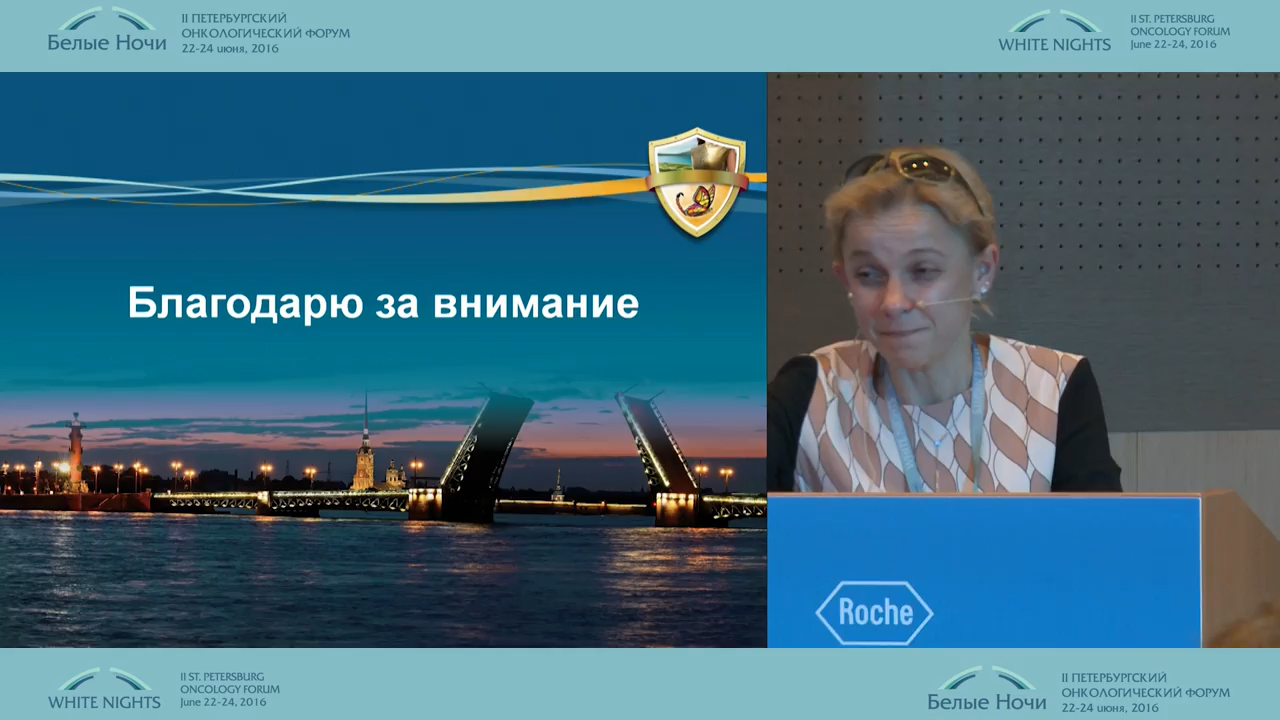 Белые Ночи
II ПЕТЕРБУРГСКИЙ
ОНКОЛОГИЧЕСКИЙ ФОРУМ
22-24 июня, 2016
WHITE NIGHTS
II ST. PETERSBURG
ONCOLOGY FORUM
June 22-24, 2016
Благодарю за внимание
Roche
WHITE NIGHTS
II ST. PETERSBURG
ONCOLOGY FORUM
June 22-24, 2016
Белые Ночи
II ПЕТЕРБУРГСКИЙ
ОНКОЛОГИЧЕСКИЙ ФОРУМ
22-24 июня, 2016